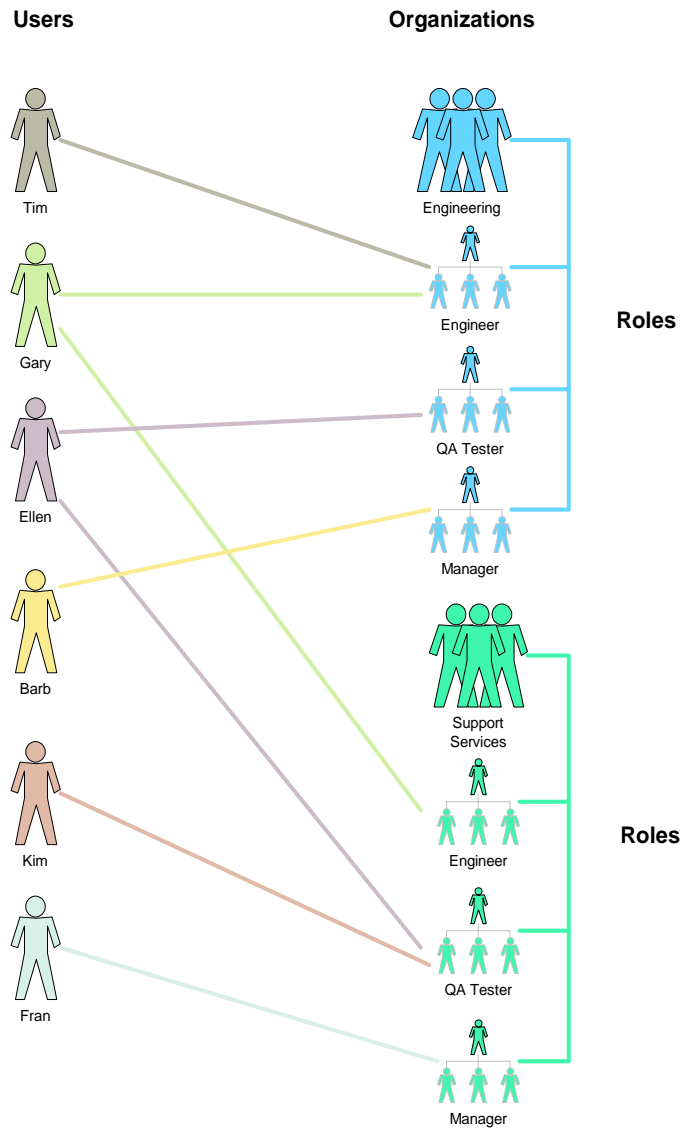 Users
Organizations
Tim
Engineering
Engineer
Roles
Gary
QA Tester
Ellen
Manager
Barb
Support
Services
Kim
Engineer
Roles
QA Tester
Fran
Manager